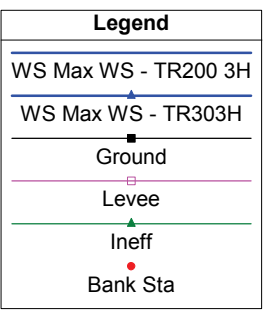 Legend
WS Max WS - TR200 3H
WS Max WS - TR303H
Ground
Levee
Ineff
Bank Sta